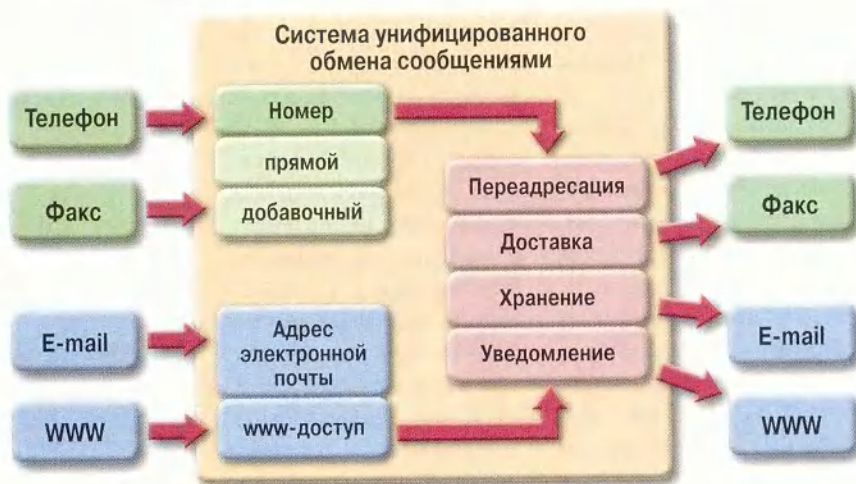 Система унифицированного
обмена сообщениями
Телефон
Факс
E-mail
WWW
Номер
прямой
добавочный
Адрес
электронной
почты
www-доступ
Переадресация
Доставка
Хранение
Уведомление
Телефон
Факс
E-mail
WWW